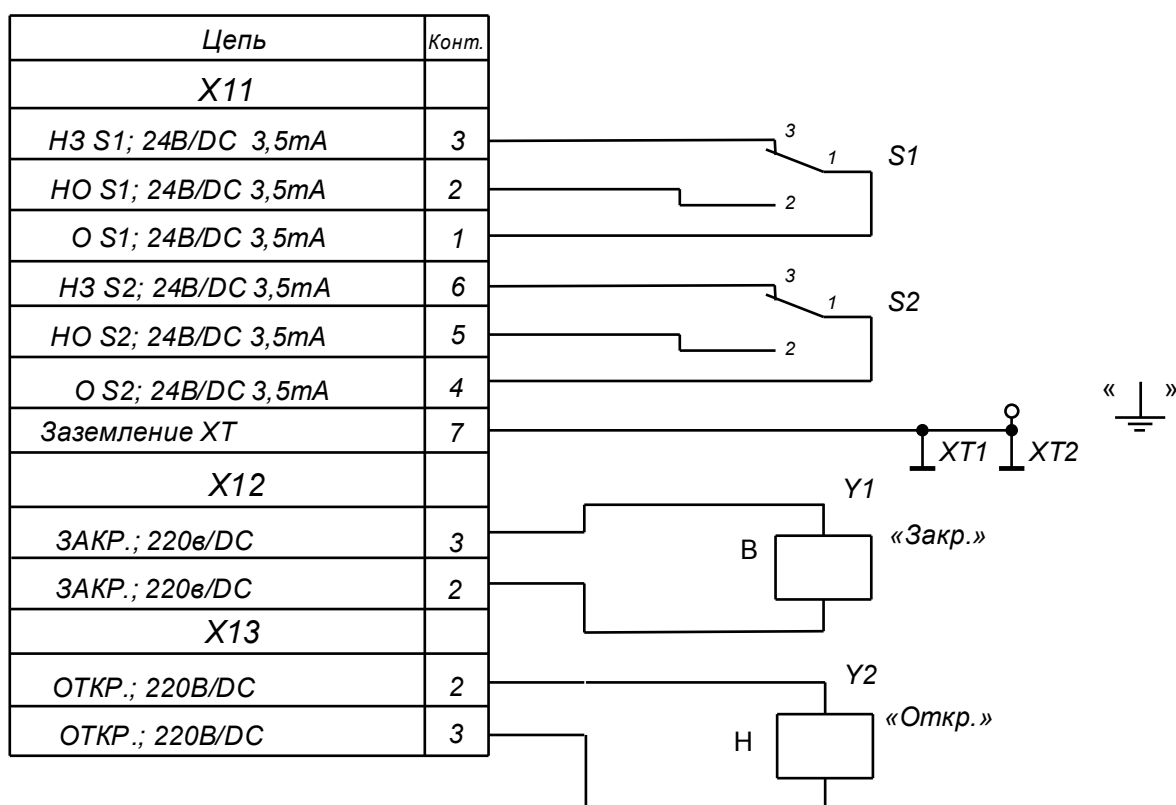 Цепь Конт.
X11
НЗ S1; 24В/DC 3,5mA 3
НО S1; 24В/DC 3,5mA 2
О S1; 24В/DC 3,5mA 1
НЗ S2; 24В/DC 3,5mA 6
НО S2; 24В/DC 3,5mA 5
О S2; 24В/DC 3,5mA 4
Заземление ХТ 7
X12
ЗАКР.; 220в/DC 3
ЗАКР.; 220в/DC 2
X13
ОТКР.; 220В/DC 2
ОТКР.; 220В/DC 3
3
1
S1
2
3
1
S2
2
« »
XT1 XT2
Y1
В
«Закр.»
Y2
Н
«Откр.»